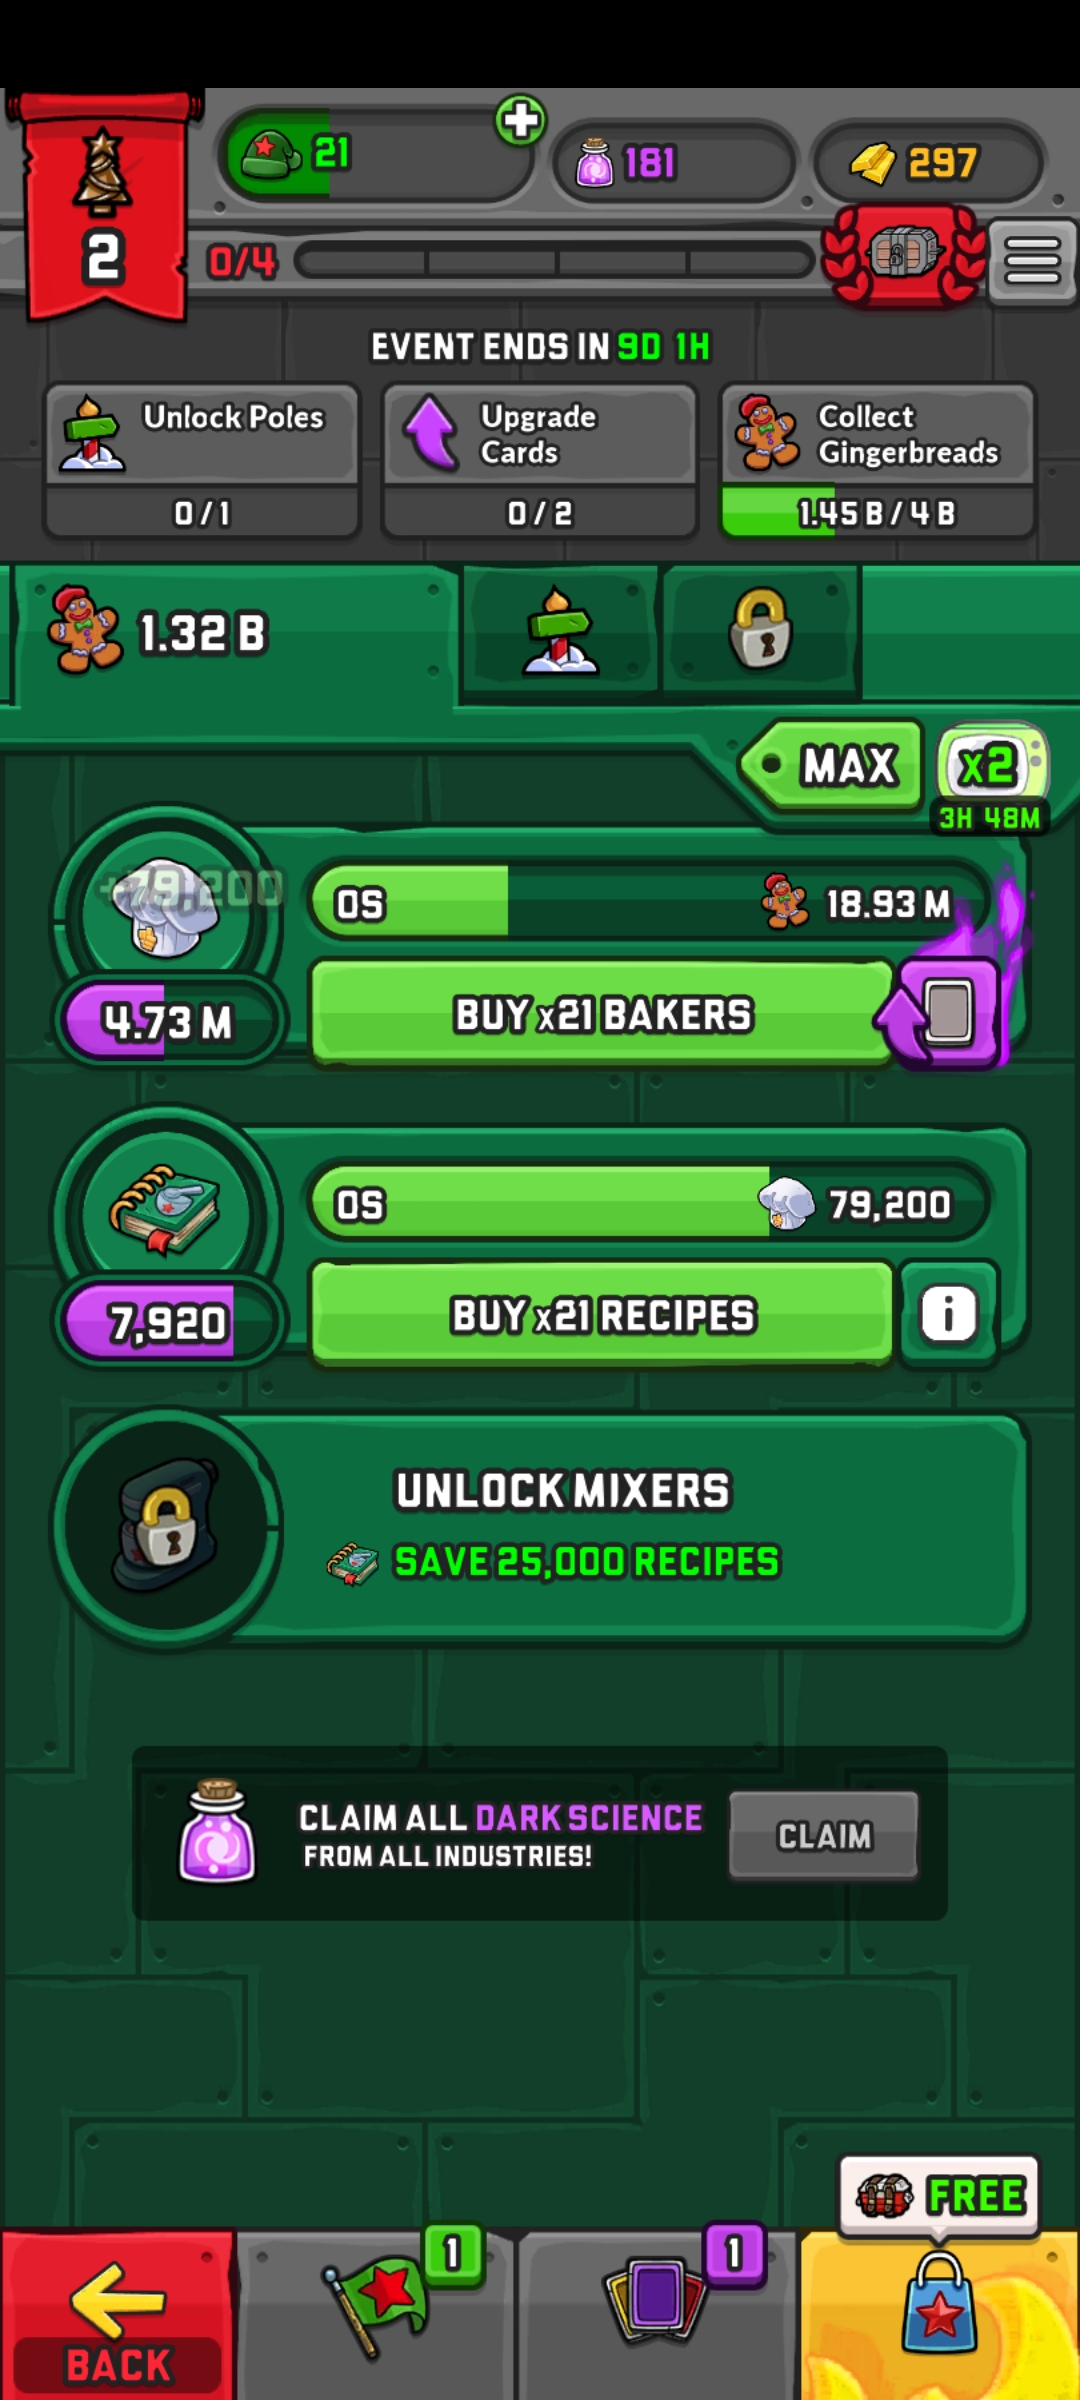 21
181
297
2
0/4
EVENT ENDS IN 9D 1H
Unlock Poles
0/1
Upgrade
Cards
0/2
Collect
Gingerbreads
1.45 B / 4 B
1.32 B
MAX
x2
3H 48M
+79,200
0S
18.93 M
4.73 M
BUY x21 BAKERS
0S
79,200
7,920
BUY x21 RECIPES
i
UNLOCK MIXERS
SAVE 25,000 RECIPES
CLAIM ALL DARK SCIENCE
FROM ALL INDUSTRIES!
CLAIM
FREE
1
1
BACK